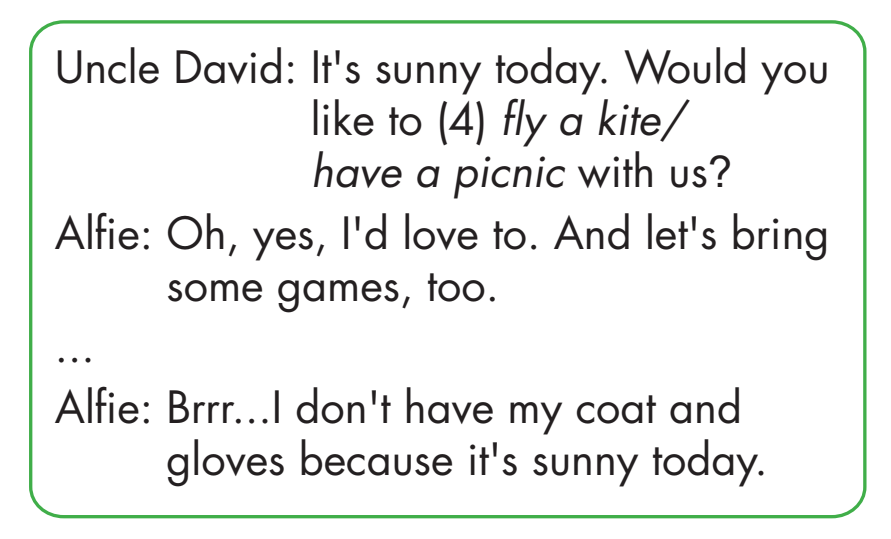 Uncle David: It's sunny today. Would you
like to (4) fly a kite/
have a picnic with us?
Alfie: Oh, yes, I'd love to. And let's bring
some games, too.
...
Alfie: Brrr...I don't have my coat and
gloves because it's sunny today.